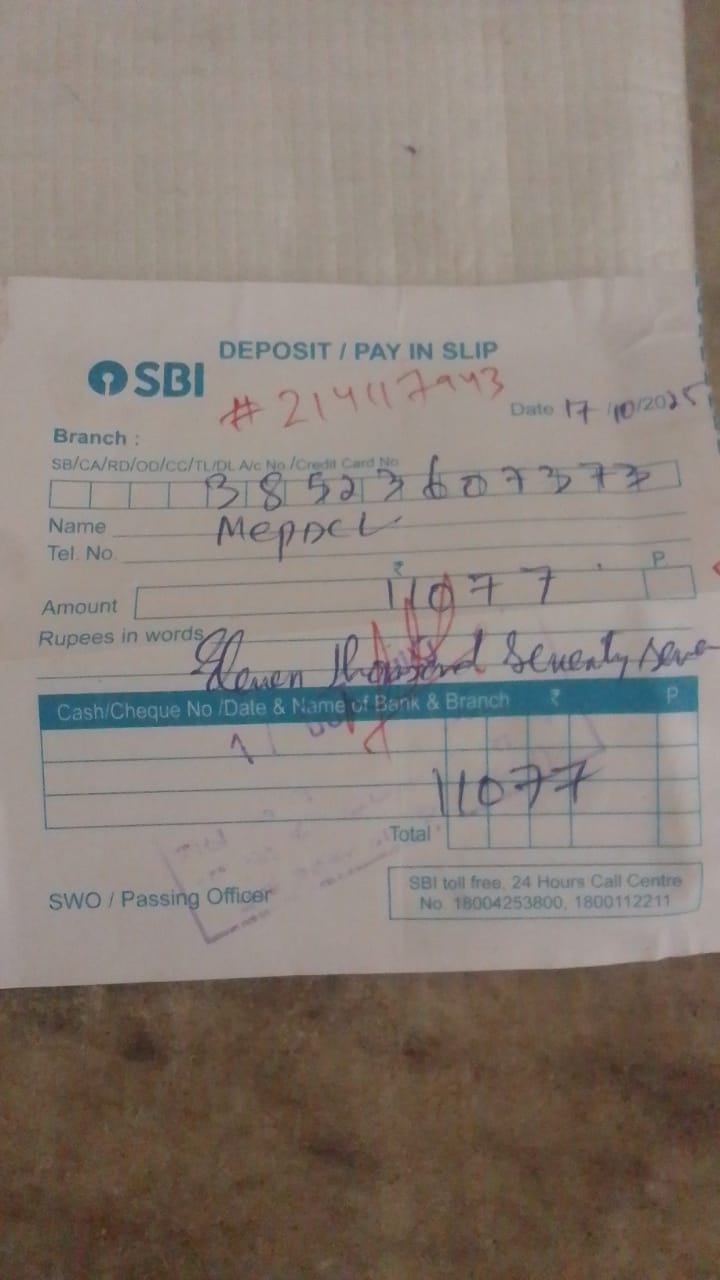 DEPOSIT / PAY IN SLIP
SBI
# 214117943
Date 17/10/2025
Branch :
SB/CA/RD/OD/CC/TL/DL A/c No./Credit Card No
38523607373
Name MePDCL
Tel. No.
₹ P
Amount 11077
Rupees in words Eleven thousand Seventy seven
Cash/Cheque No /Date & Name of Bank & Branch ₹ P
11077
Total
SWO / Passing Officer
SBI toll free, 24 Hours Call Centre
No. 18004253800, 1800112211